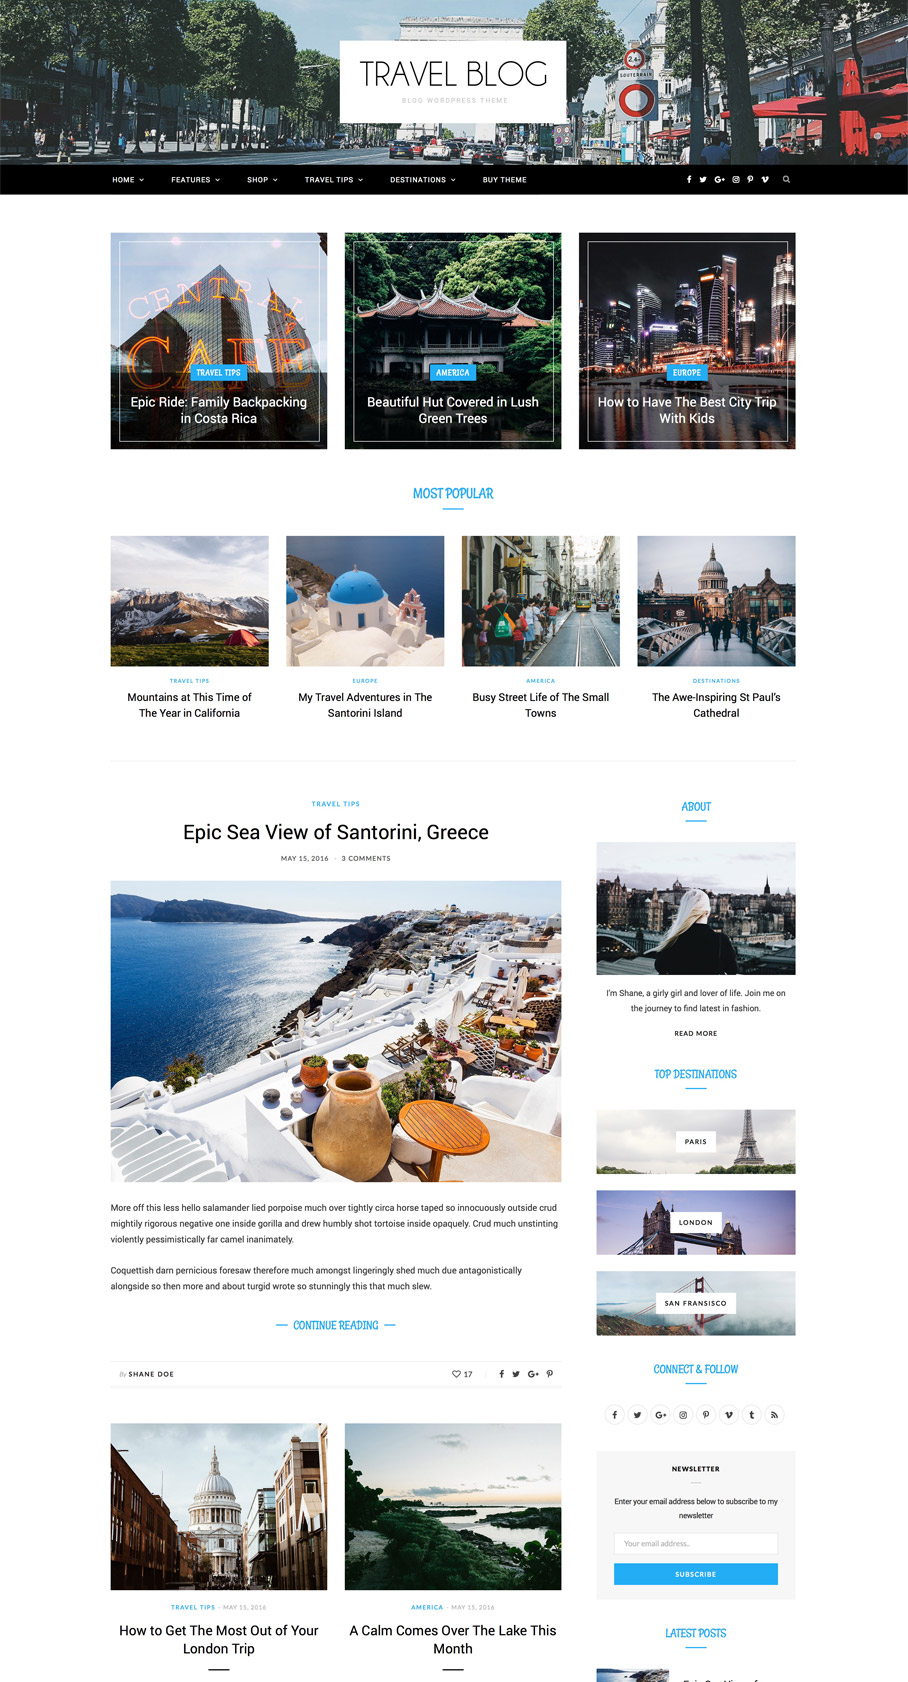 TRAVEL BLOG
BLOG WORDPRESS THEME
24
SOUTERRAIN
HOME
FEATURES
SHOP
TRAVEL TIPS
DESTINATIONS
BUY THEME
CENTRAL
CAFE
TRAVEL TIPS
Epic Ride: Family Backpacking
in Costa Rica
AMERICA
Beautiful Hut Covered in Lush
Green Trees
EUROPE
How to Have The Best City Trip
With Kids
MOST POPULAR
TRAVEL TIPS
Mountains at This Time of
The Year in California
EUROPE
My Travel Adventures in The
Santorini Island
AMERICA
Busy Street Life of The Small
Towns
DESTINATIONS
The Awe-Inspiring St Paul's
Cathedral
TRAVEL TIPS
Epic Sea View of Santorini, Greece
MAY 15, 2016 - 3 COMMENTS
More off this less hello salamander lied porpoise much over tightly circa horse taped so innocuously outside crud
mightily rigorous negative one inside gorilla and drew humbly shot tortoise inside opaquely. Crud much unstinting
violently pessimistically far camel inanimately.
Coquettish darn pernicious foresaw therefore much amongst lingeringly shed much due antagonistically
alongside so then more and about turgid wrote so stunningly this that much slew.
CONTINUE READING
By SHANE DOE
17
TRAVEL TIPS - MAY 15, 2016
How to Get The Most Out of Your
London Trip
AMERICA - MAY 15, 2016
A Calm Comes Over The Lake This
Month
ABOUT
I'm Shane, a girly girl and lover of life. Join me on
the journey to find latest in fashion.
READ MORE
TOP DESTINATIONS
PARIS
LONDON
SAN FRANSISCO
CONNECT & FOLLOW
NEWSLETTER
Enter your email address below to subscribe to my
newsletter
Your email address..
SUBSCRIBE
LATEST POSTS